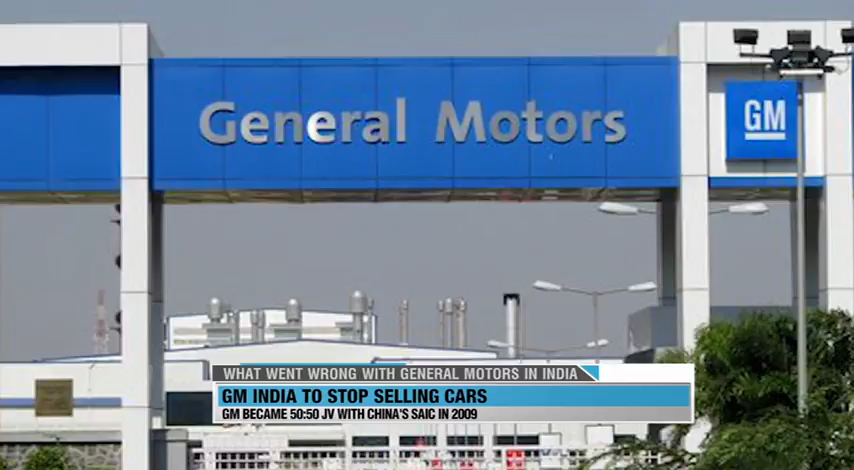 General Motors
GM
WHAT WENT WRONG WITH GENERAL MOTORS IN INDIA
GM INDIA TO STOP SELLING CARS
GM BECAME 50:50 JV WITH CHINA'S SAIC IN 2009